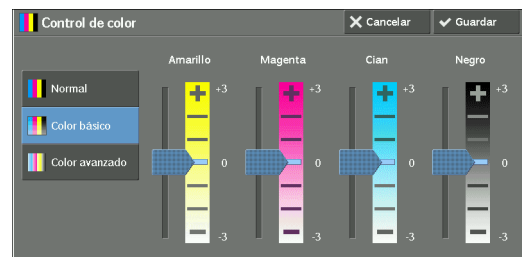 Control de color
Cancelar
Guardar
Normal
Color básico
Color avanzado
Amarillo
+3
0
-3
Magenta
+3
0
-3
Cian
+3
0
-3
Negro
+3
0
-3